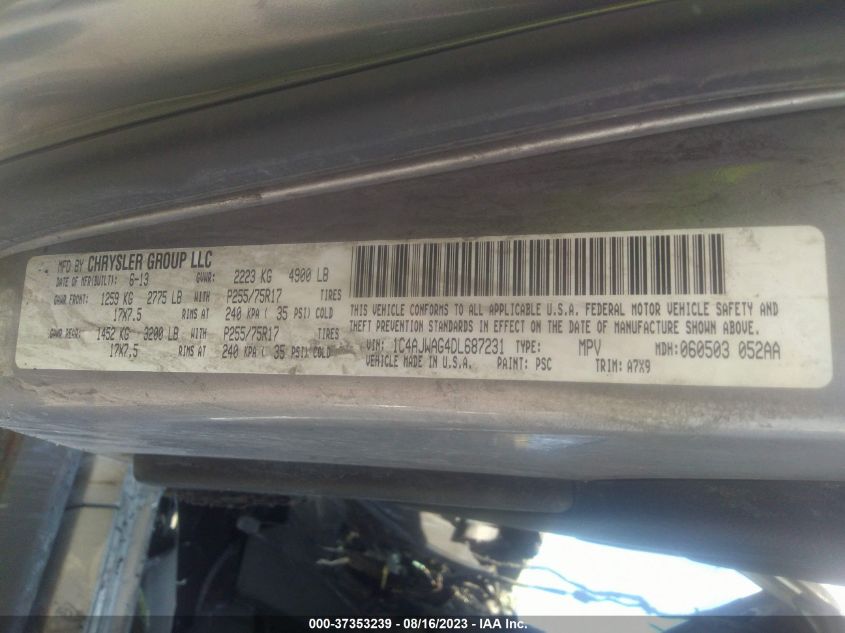 MFD BY CHRYSLER GROUP LLC
DATE OF MFR(BUILT): 6-13 GVWR: 2223 KG 4900 LB
GAWR FRONT: 1259 KG 2775 LB WITH P255/75R17 TIRES
17X7.5 RIMS AT 240 KPA ( 35 PSI) COLD
GAWR REAR: 1452 KG 3200 LB WITH P255/75R17 TIRES
17X7.5 RIMS AT 240 KPA ( 35 PSI) COLD
THIS VEHICLE CONFORMS TO ALL APPLICABLE U.S.A. FEDERAL MOTOR VEHICLE SAFETY AND
THEFT PREVENTION STANDARDS IN EFFECT ON THE DATE OF MANUFACTURE SHOWN ABOVE.
VIN: 1C4AJWAG4DL687231 TYPE: MPV MDH: 060503 052AA
VEHICLE MADE IN U.S.A. PAINT: PSC TRIM: A7X9
000-37353239 - 08/16/2023 - IAA Inc.